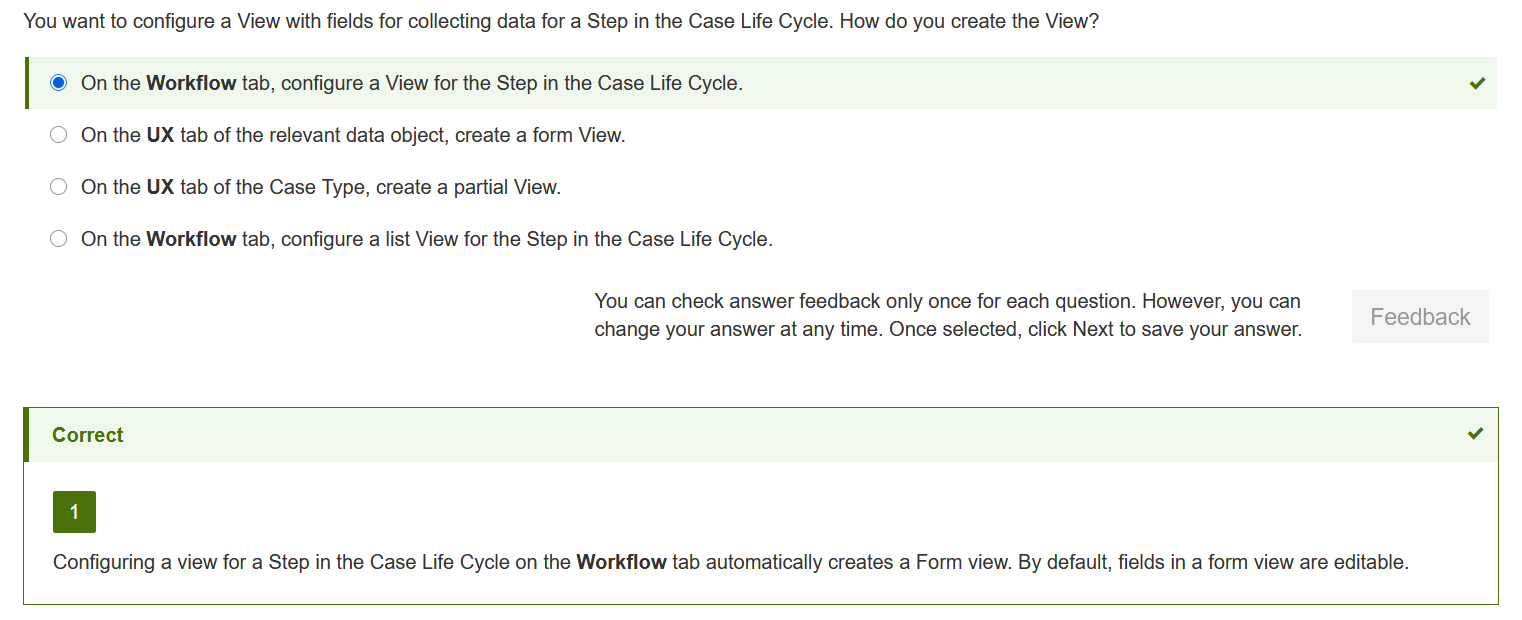 You want to configure a View with fields for collecting data for a Step in the Case Life Cycle. How do you create the View?
On the Workflow tab, configure a View for the Step in the Case Life Cycle.
On the UX tab of the relevant data object, create a form View.
On the UX tab of the Case Type, create a partial View.
On the Workflow tab, configure a list View for the Step in the Case Life Cycle.
You can check answer feedback only once for each question. However, you can
change your answer at any time. Once selected, click Next to save your answer.
Feedback
Correct
1
Configuring a view for a Step in the Case Life Cycle on the Workflow tab automatically creates a Form view. By default, fields in a form view are editable.